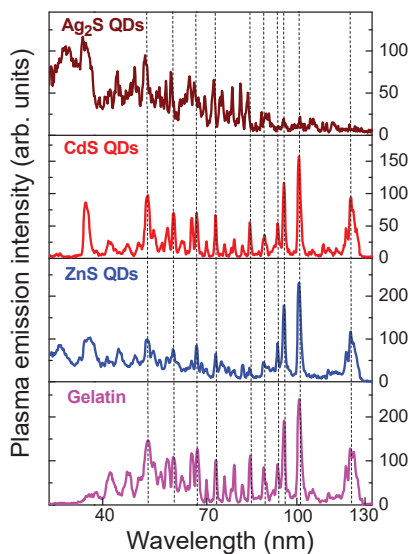 Plasma emission intensity (arb. units)
Ag₂S QDs
100
50
0
CdS QDs
150
100
50
0
ZnS QDs
200
100
0
Gelatin
200
100
0
40
70
100
130
Wavelength (nm)